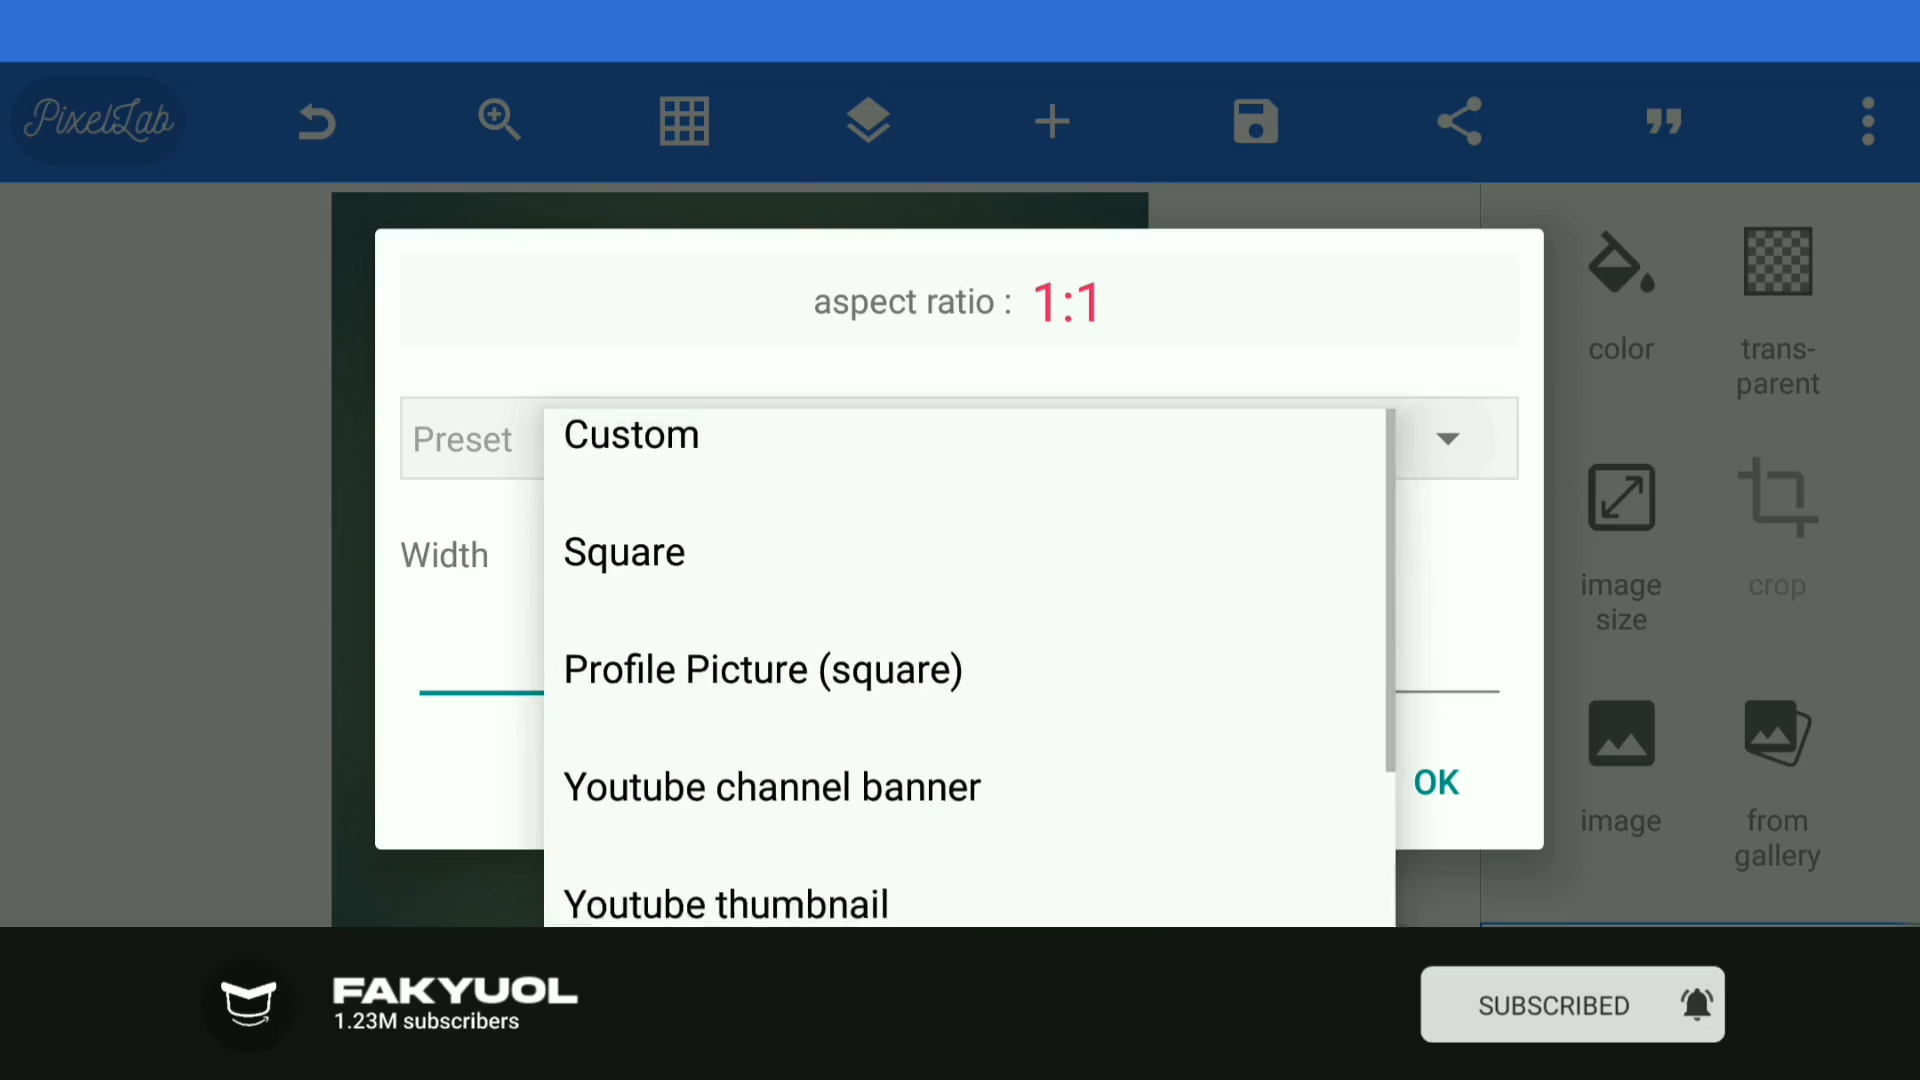 PixelLab
aspect ratio : 1:1
Preset
Custom
Width
Square
Profile Picture (square)
Youtube channel banner
Youtube thumbnail
OK
color
trans-
parent
image
size
crop
image
from
gallery
FAKYUOL
1.23M subscribers
SUBSCRIBED